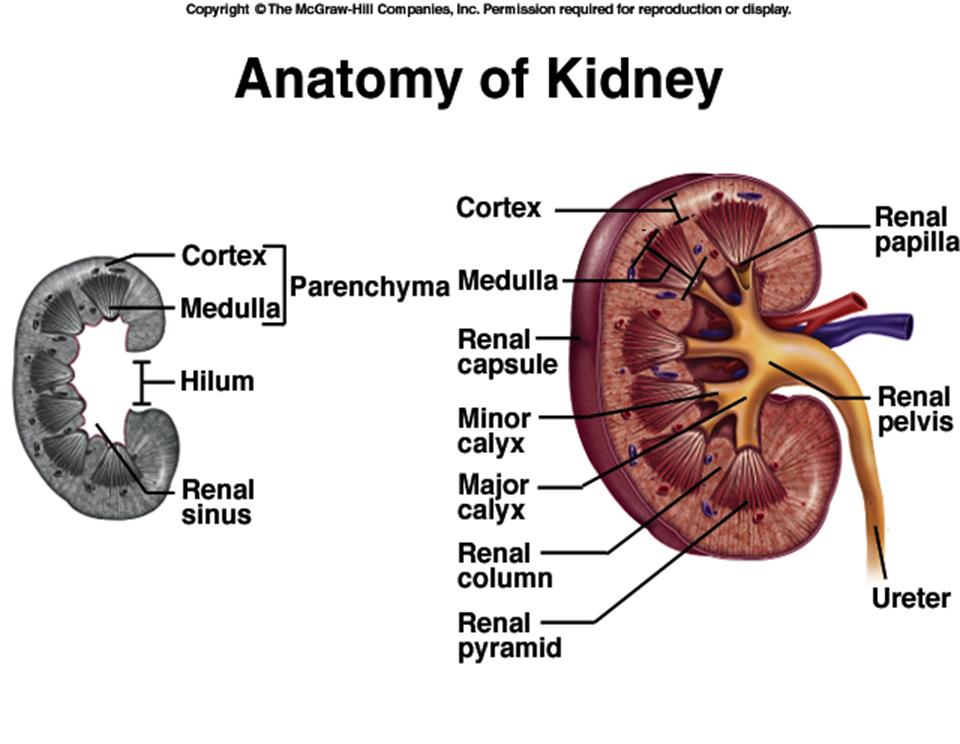 Copyright © The McGraw-Hill Companies, Inc. Permission required for reproduction or display.
Anatomy of Kidney
Cortex
Medulla
Parenchyma
Hilum
Renal
sinus
Cortex
Medulla
Renal
capsule
Minor
calyx
Major
calyx
Renal
column
Renal
pyramid
Renal
papilla
Renal
pelvis
Ureter